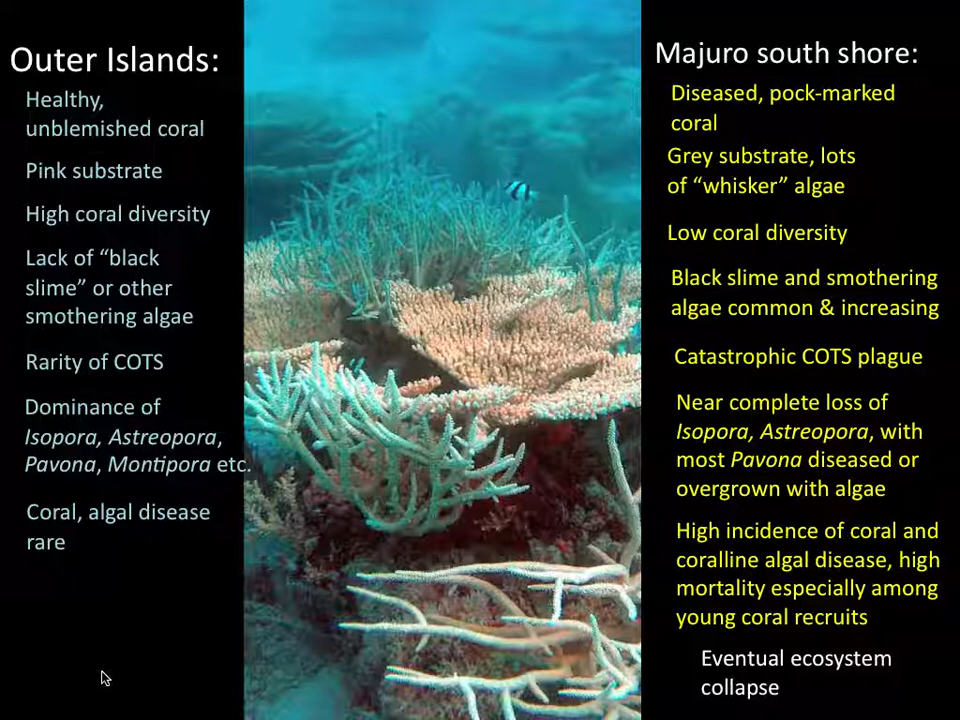 Outer Islands:
Healthy,
unblemished coral
Pink substrate
High coral diversity
Lack of “black
slime” or other
smothering algae
Rarity of COTS
Dominance of
Isopora, Astreopora,
Pavona, Montipora etc.
Coral, algal disease
rare
Majuro south shore:
Diseased, pock-marked
coral
Grey substrate, lots
of “whisker” algae
Low coral diversity
Black slime and smothering
algae common & increasing
Catastrophic COTS plague
Near complete loss of
Isopora, Astreopora, with
most Pavona diseased or
overgrown with algae
High incidence of coral and
coralline algal disease, high
mortality especially among
young coral recruits
Eventual ecosystem
collapse